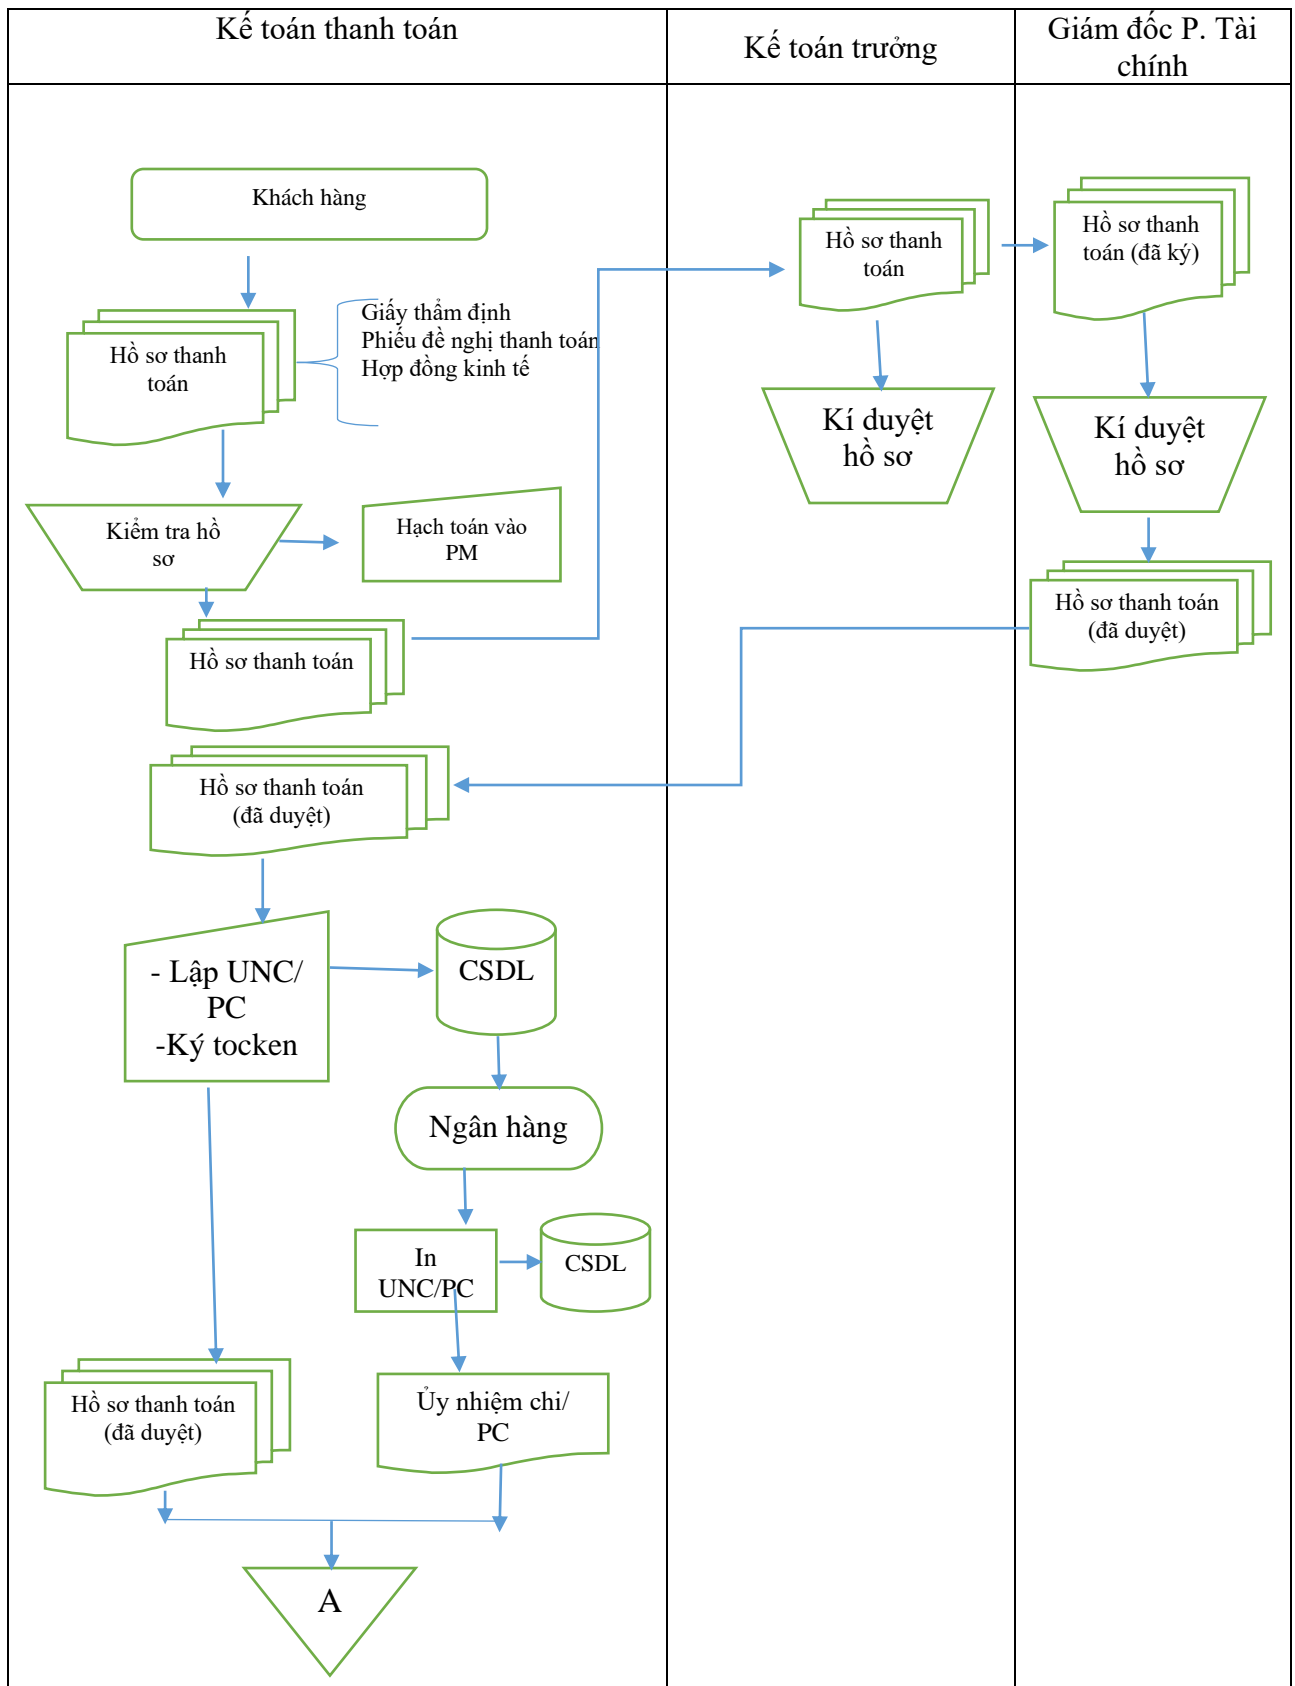 Kế toán thanh toán
Kế toán trưởng
Giám đốc P. Tài
chính
Khách hàng
Hồ sơ thanh
toán
Giấy thẩm định
Phiếu đề nghị thanh toán
Hợp đồng kinh tế
Kiểm tra hồ
sơ
Hạch toán vào
PM
Hồ sơ thanh toán
Hồ sơ thanh
toán
Kí duyệt
hồ sơ
Hồ sơ thanh
toán (đã ký)
Kí duyệt
hồ sơ
Hồ sơ thanh toán
(đã duyệt)
Hồ sơ thanh toán
(đã duyệt)
- Lập UNC/
PC
-Ký tocken
CSDL
Ngân hàng
In
UNC/PC
CSDL
Hồ sơ thanh toán
(đã duyệt)
Ủy nhiệm chi/
PC
A